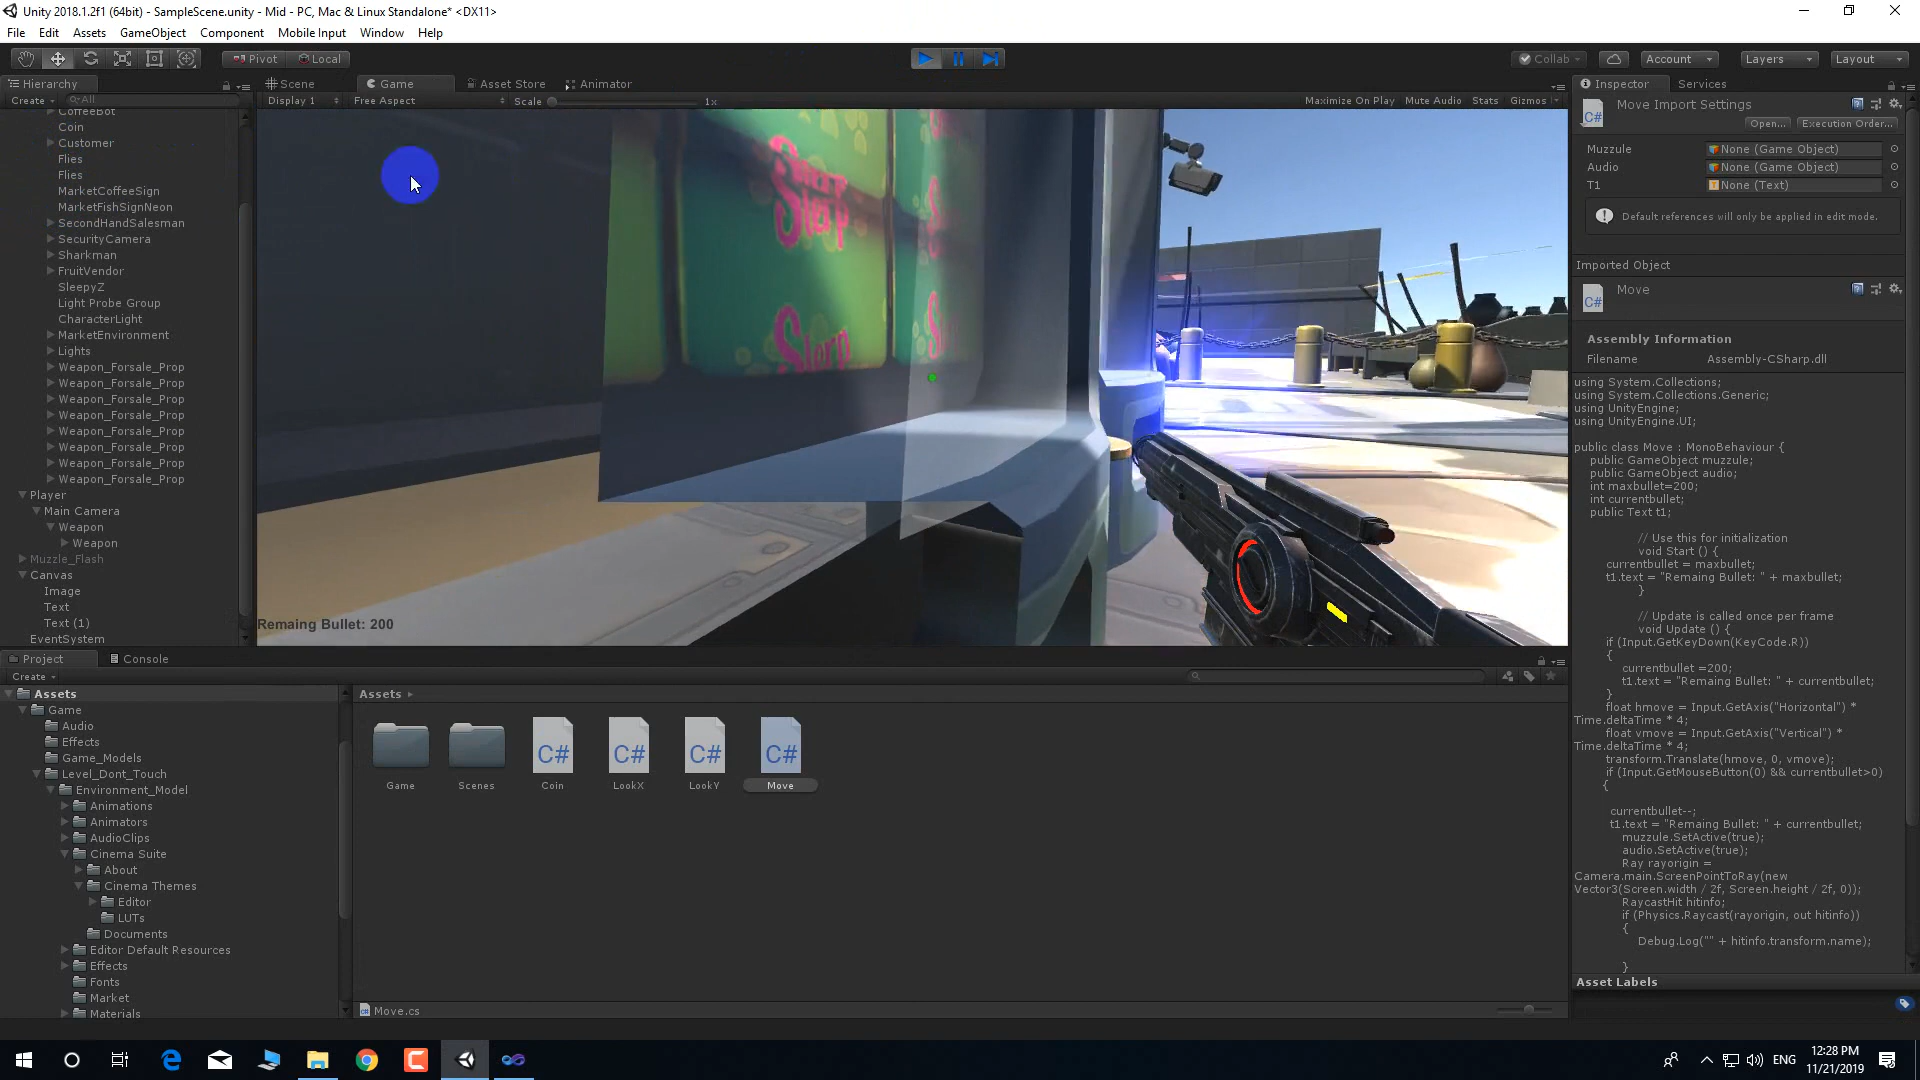 Unity 2018.1.2f1 (64bit) - SampleScene.unity - Mid - PC, Mac & Linux Standalone* <DX11>
File Edit Assets GameObject Component Mobile Input Window Help
Pivot Local Collab Account Layers Layout
Hierarchy
Create All
CoffeeBot
Coin
Customer
Flies
Flies
MarketCoffeeSign
MarketFishSignNeon
SecondHandSalesman
SecurityCamera
Sharkman
FruitVendor
SleepyZ
Light Probe Group
CharacterLight
MarketEnvironment
Lights
Weapon_Forsale_Prop
Weapon_Forsale_Prop
Weapon_Forsale_Prop
Weapon_Forsale_Prop
Weapon_Forsale_Prop
Weapon_Forsale_Prop
Weapon_Forsale_Prop
Weapon_Forsale_Prop
Player
Main Camera
Weapon
Weapon
Muzzle_Flash
Canvas
Image
Text
Text (1)
EventSystem
Scene Game Asset Store Animator
Display 1 Free Aspect Scale 1x Maximize On Play Mute Audio Stats Gizmos
Slerp
Slerp
Remaing Bullet: 200
Inspector Services
Move Import Settings
Open... Execution Order...
Muzzule None (Game Object)
Audio None (Game Object)
T1 None (Text)
Default references will only be applied in edit mode.
Imported Object
C# Move
Assembly Information
Filename Assembly-CSharp.dll
using System.Collections;
using System.Collections.Generic;
using UnityEngine;
using UnityEngine.UI;
public class Move : MonoBehaviour {
public GameObject muzzule;
public GameObject audio;
int maxbullet=200;
int currentbullet;
public Text t1;
// Use this for initialization
void Start () {
currentbullet = maxbullet;
t1.text = "Remaing Bullet: " + maxbullet;
}
// Update is called once per frame
void Update () {
if (Input.GetKeyDown(KeyCode.R))
{
currentbullet =200;
t1.text = "Remaing Bullet: " + currentbullet;
}
float hmove = Input.GetAxis("Horizontal") *
Time.deltaTime * 4;
float vmove = Input.GetAxis("Vertical") *
Time.deltaTime * 4;
transform.Translate(hmove, 0, vmove);
if (Input.GetMouseButton(0) && currentbullet>0)
{
currentbullet--;
t1.text = "Remaing Bullet: " + currentbullet;
muzzule.SetActive(true);
audio.SetActive(true);
Ray rayorigin =
Camera.main.ScreenPointToRay(new
Vector3(Screen.width / 2f, Screen.height / 2f, 0));
RaycastHit hitinfo;
if (Physics.Raycast(rayorigin, out hitinfo))
{
Debug.Log("" + hitinfo.transform.name);
}
Asset Labels
Project Console
Create
Assets
Game
Audio
Effects
Game_Models
Level_Dont_Touch
Environment_Model
Animations
Animators
AudioClips
Cinema Suite
About
Cinema Themes
Editor
LUTs
Documents
Editor Default Resources
Effects
Fonts
Market
Materials
Assets
C# C# C# C#
Game Scenes Coin LookX LookY Move
Move.cs
ENG 12:28 PM
11/21/2019